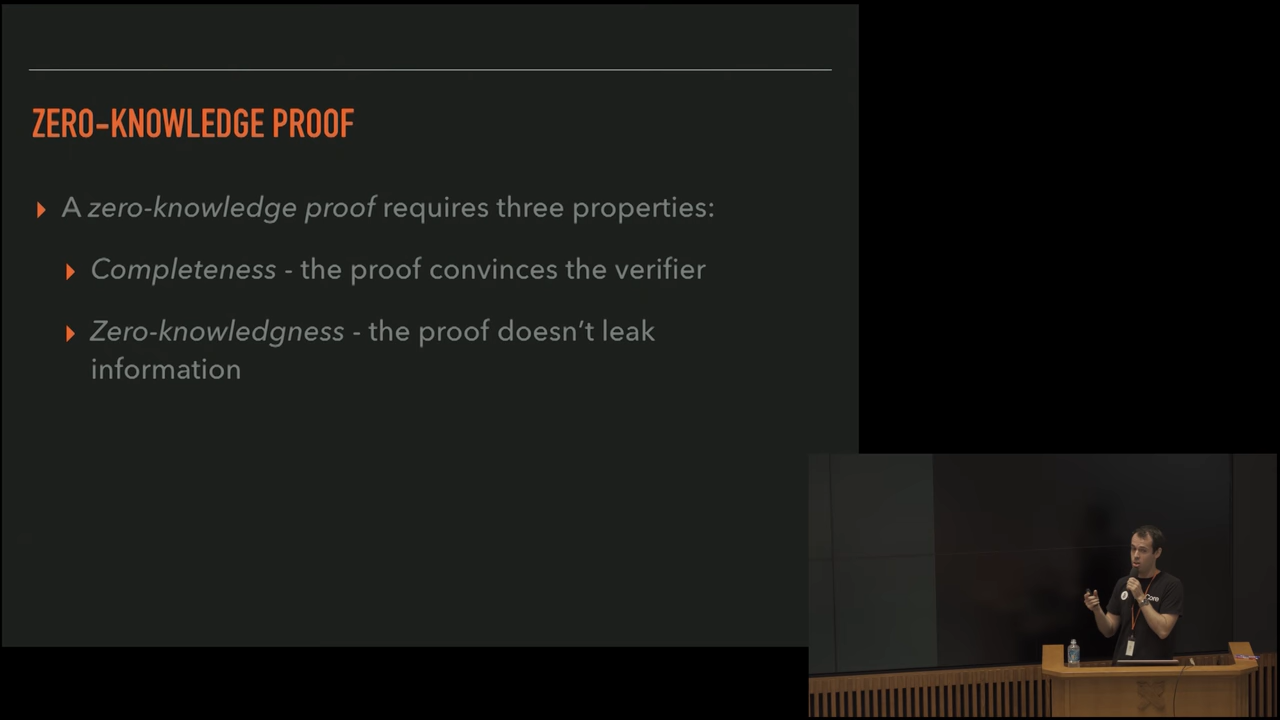 ZERO-KNOWLEDGE PROOF
A zero-knowledge proof requires three properties:
Completeness - the proof convinces the verifier
Zero-knowledgness - the proof doesn't leak
information